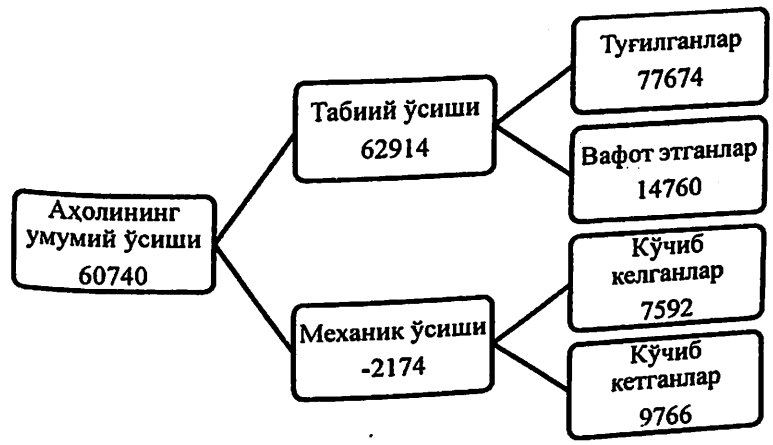 Аҳолининг
умумий ўсиши
60740
Табиий ўсиши
62914
Туғилганлар
77674
Вафот этганлар
14760
Механик ўсиши
-2174
Кўчиб
келганлар
7592
Кўчиб
кетганлар
9766